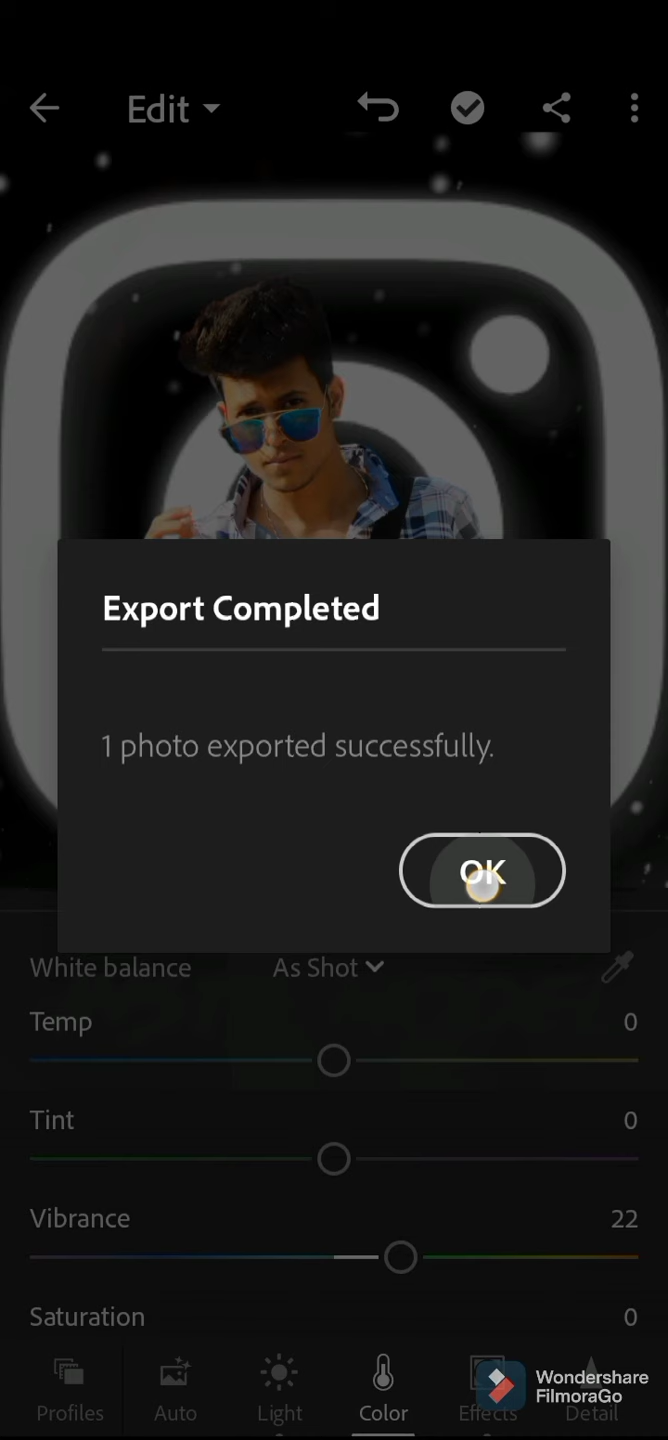 Edit
Export Completed
1 photo exported successfully.
OK
White balance As Shot
Temp 0
Tint 0
Vibrance 22
Saturation 0
Profiles Auto Light Color Effects Detail
Wondershare
FilmoraGo